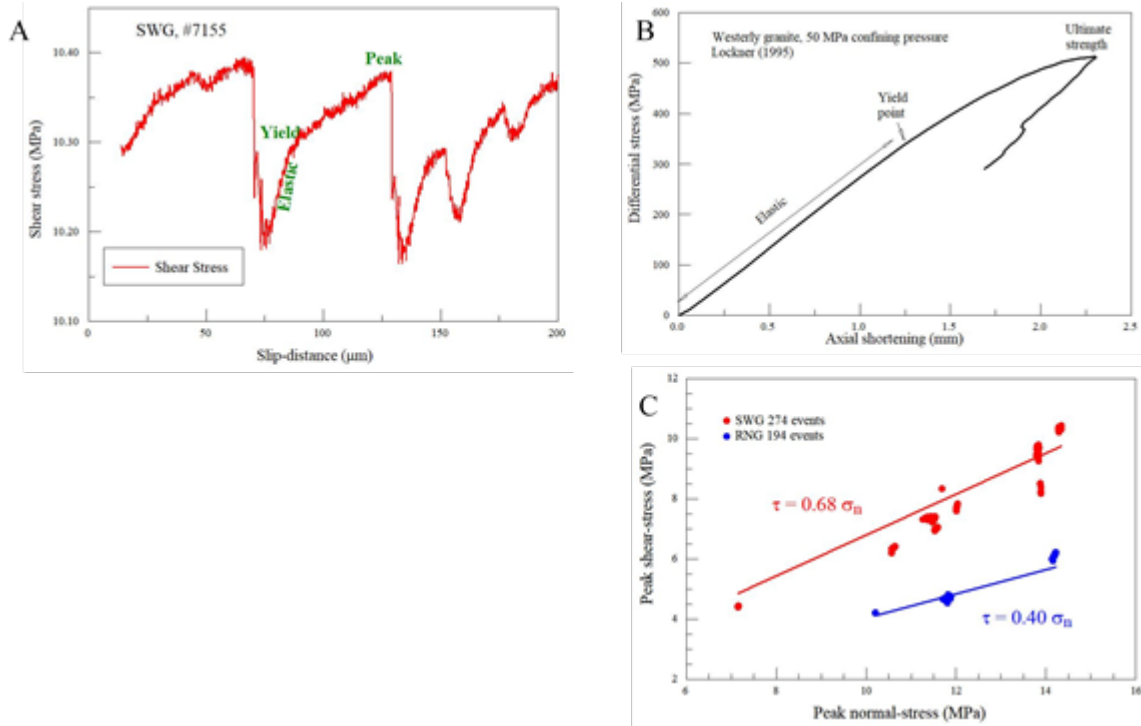 A
SWG, #7155
10.40
10.30
10.20
10.10
Shear stress (MPa)
Peak
Yield
Elastic
Shear Stress
0
50
100
150
200
Slip-distance (μm)
B
600
500
400
300
200
100
0
Differential stress (MPa)
Westerly granite, 50 MPa confining pressure
Lockner (1995)
Ultimate
strength
Yield
point
Elastic
0.0
0.5
1.0
1.5
2.0
2.5
Axial shortening (mm)
C
10
8
6
4
2
Peak shear-stress (MPa)
SWG 274 events
RNG 194 events
τ = 0.68 σn
τ = 0.40 σn
6
8
10
12
14
16
Peak normal-stress (MPa)